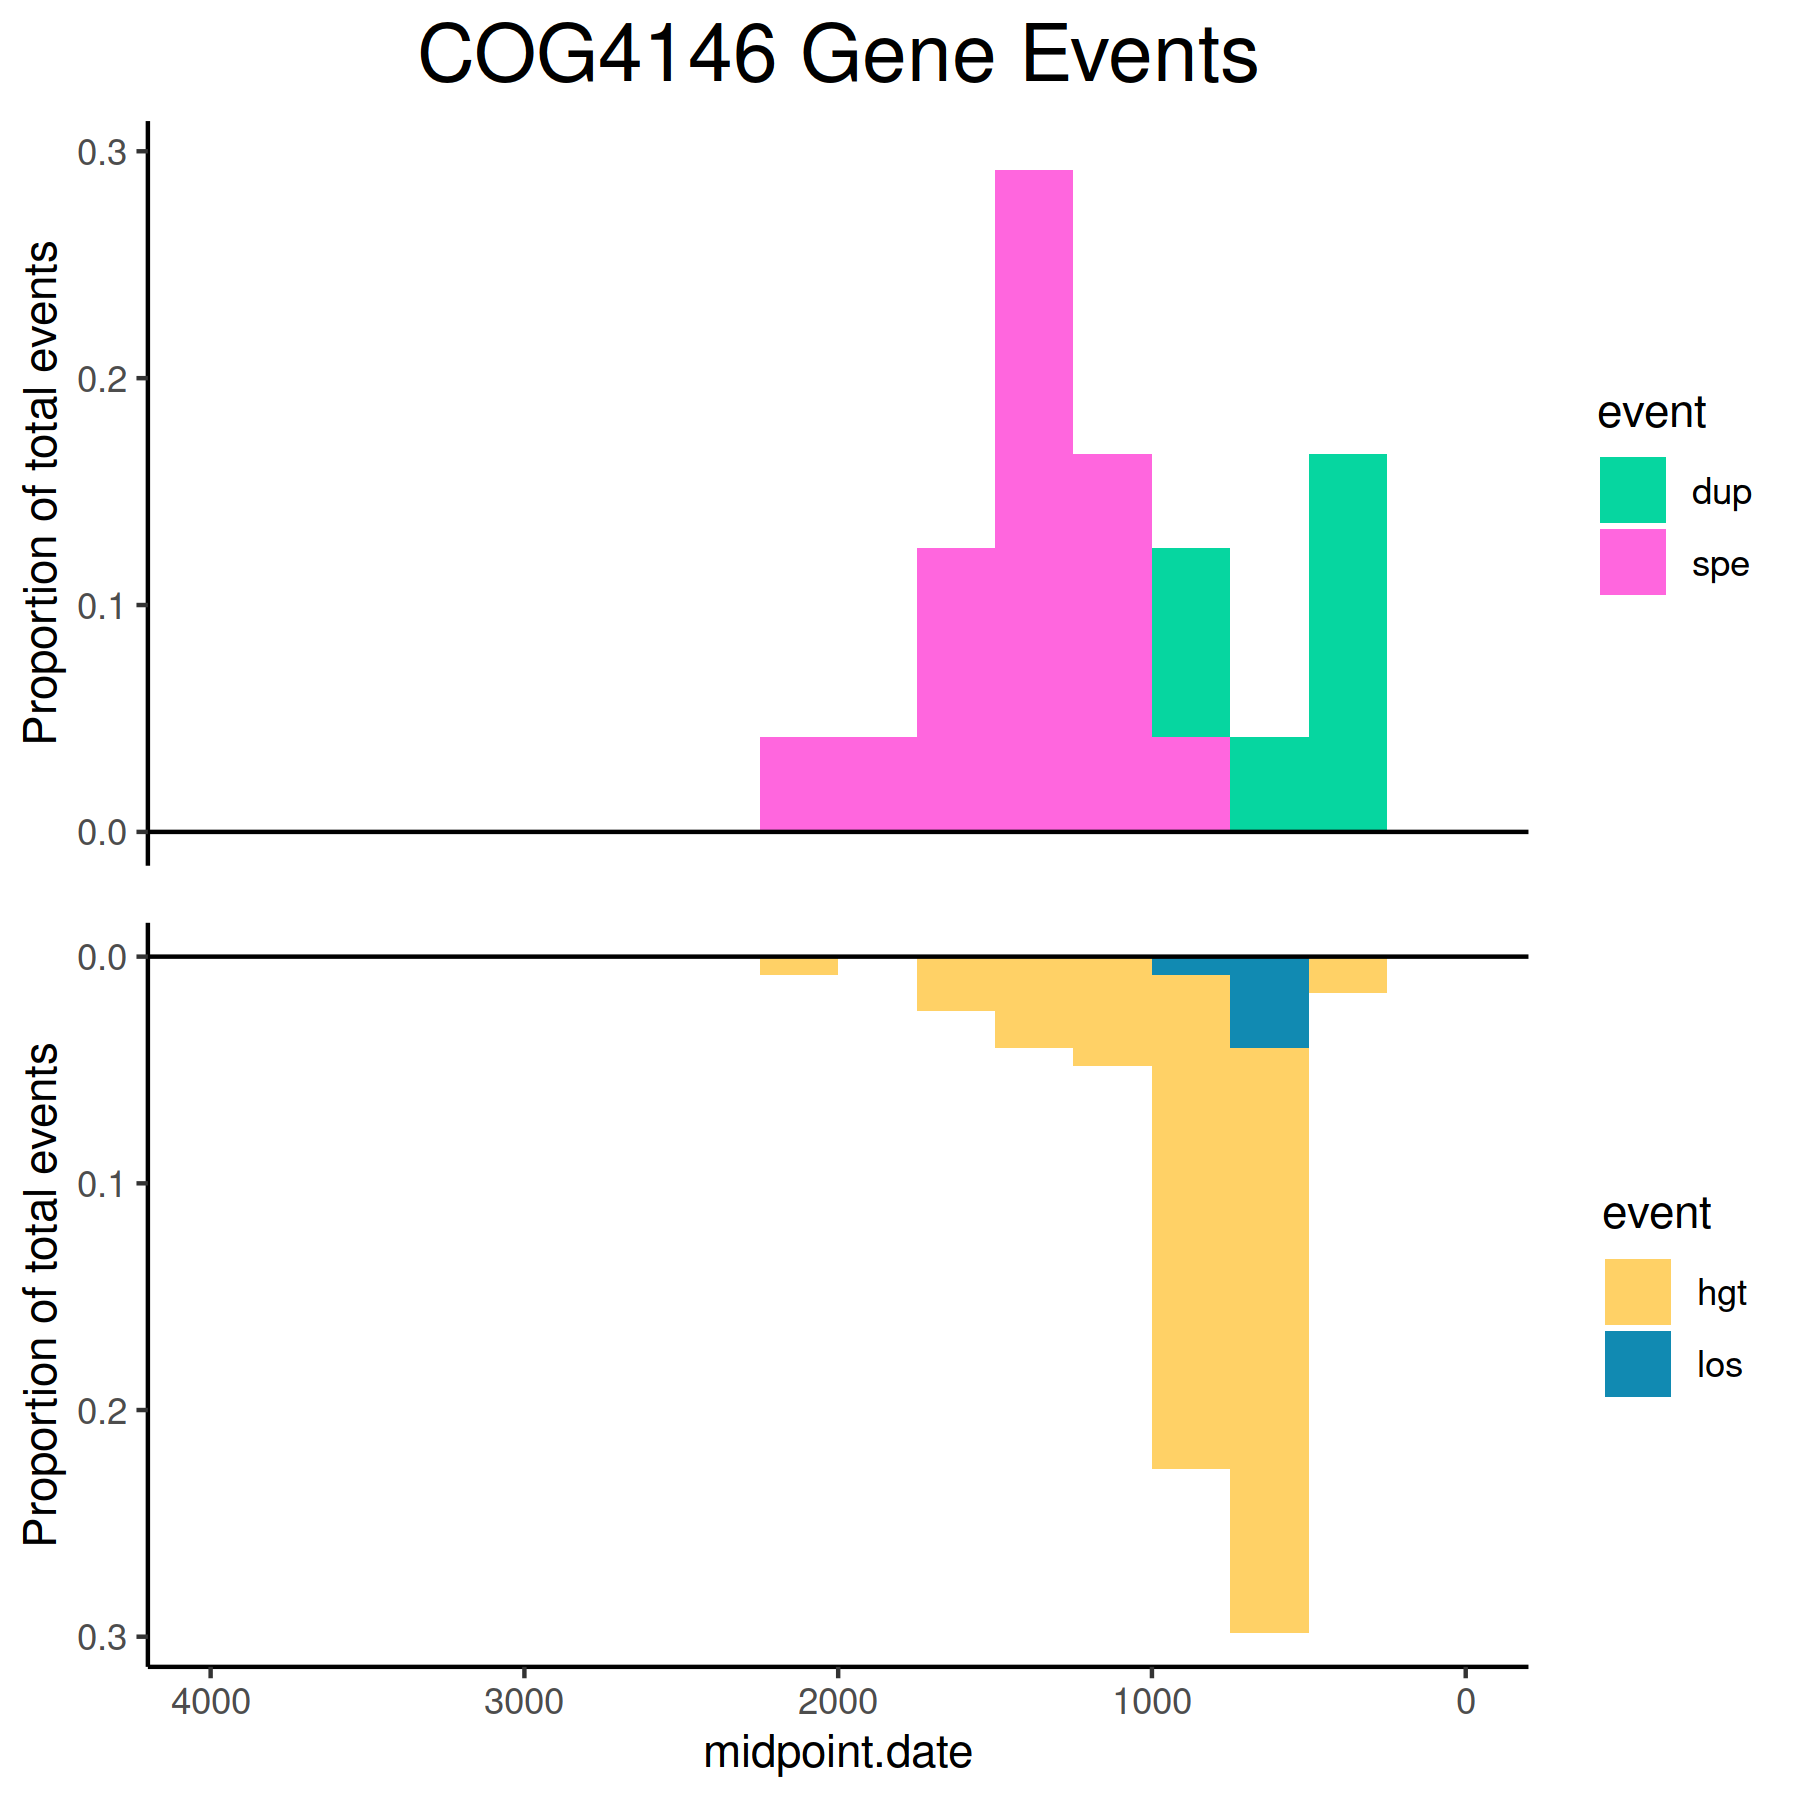 COG4146 Gene Events
Proportion of total events
0.3
0.2
0.1
0.0
event
dup
spe
Proportion of total events
0.0
0.1
0.2
0.3
event
hgt
los
4000 3000 2000 1000 0
midpoint.date